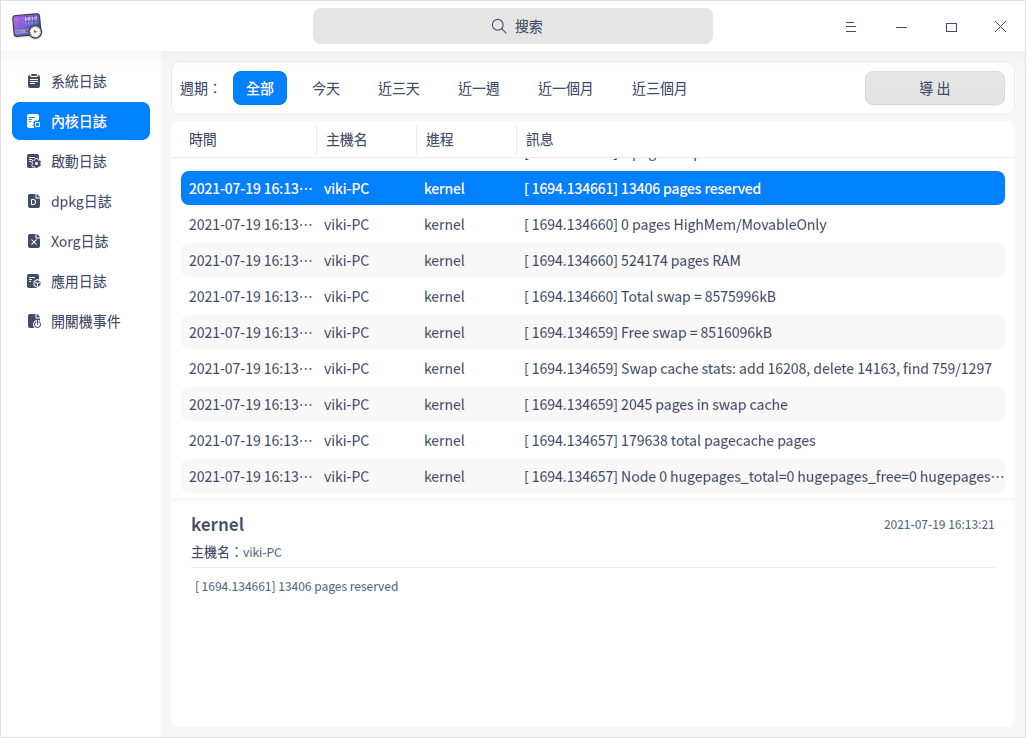 搜索
系統日誌
內核日誌
啟動日誌
dpkg日誌
Xorg日誌
應用日誌
開關機事件
週期： 全部 今天 近三天 近一週 近一個月 近三個月 導出
時間 主機名 進程 訊息
2021-07-19 16:13··· viki-PC kernel [ 1694.134661] 13406 pages reserved
2021-07-19 16:13··· viki-PC kernel [ 1694.134660] 0 pages HighMem/MovableOnly
2021-07-19 16:13··· viki-PC kernel [ 1694.134660] 524174 pages RAM
2021-07-19 16:13··· viki-PC kernel [ 1694.134660] Total swap = 8575996kB
2021-07-19 16:13··· viki-PC kernel [ 1694.134659] Free swap = 8516096kB
2021-07-19 16:13··· viki-PC kernel [ 1694.134659] Swap cache stats: add 16208, delete 14163, find 759/1297
2021-07-19 16:13··· viki-PC kernel [ 1694.134659] 2045 pages in swap cache
2021-07-19 16:13··· viki-PC kernel [ 1694.134657] 179638 total pagecache pages
2021-07-19 16:13··· viki-PC kernel [ 1694.134657] Node 0 hugepages_total=0 hugepages_free=0 hugepages···
kernel 2021-07-19 16:13:21
主機名：viki-PC
[ 1694.134661] 13406 pages reserved